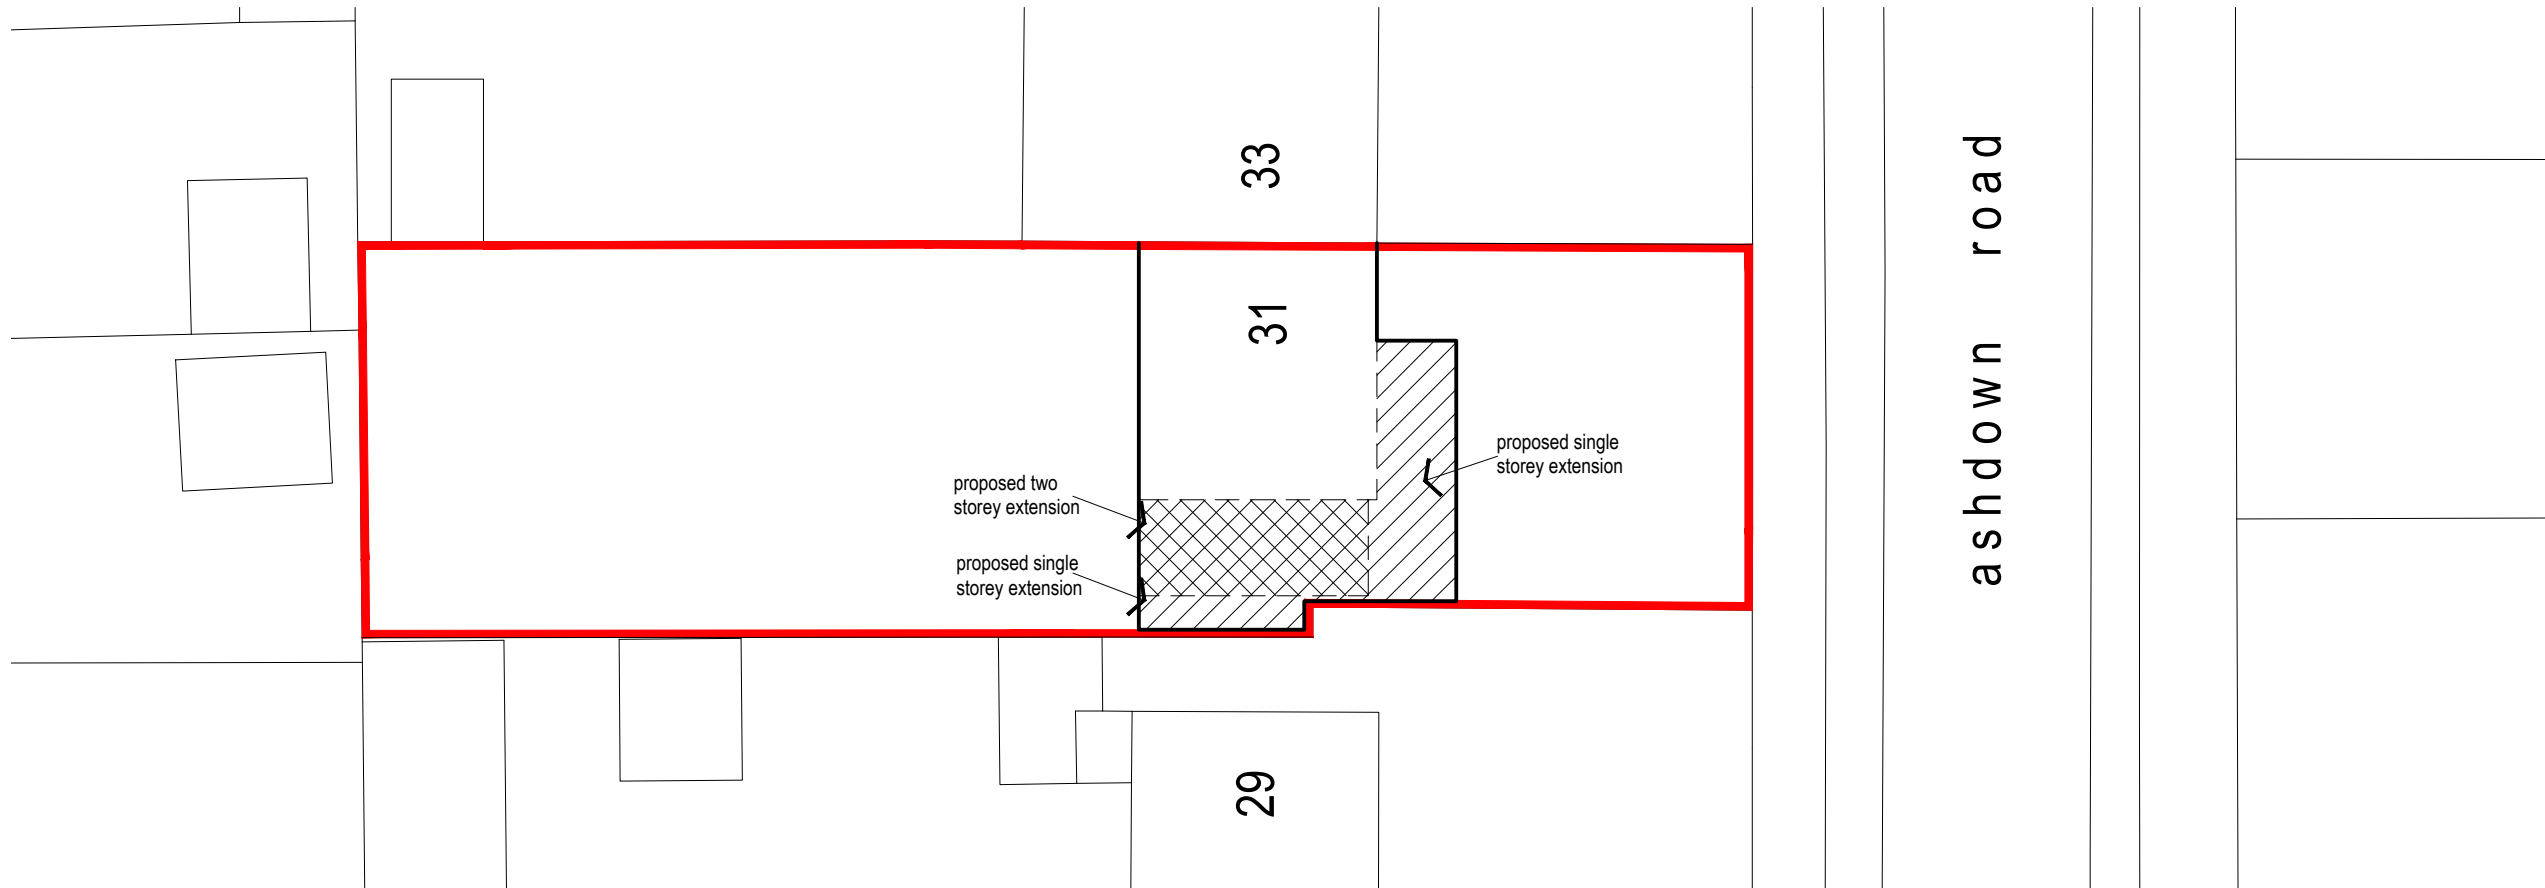 33
31
proposed single
storey extension
proposed two
storey extension
proposed single
storey extension
29
ashdown road